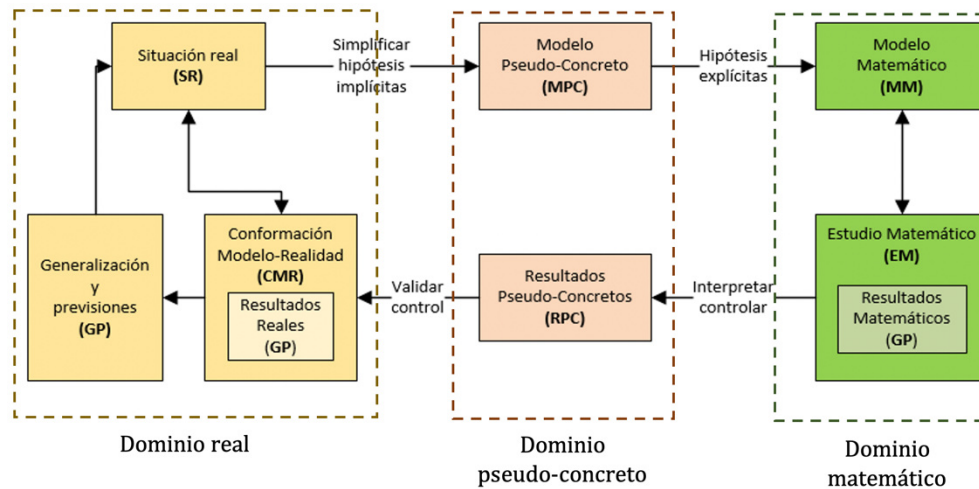 Situación real
(SR)
Simplificar
hipótesis
implícitas
Modelo
Pseudo-Concreto
(MPC)
Hipótesis
explícitas
Modelo
Matemático
(MM)
Generalización
y
previsiones
(GP)
Conformación
Modelo-Realidad
(CMR)
Resultados
Reales
(GP)
Validar
control
Resultados
Pseudo-Concretos
(RPC)
Interpretar
controlar
Estudio Matemático
(EM)
Resultados
Matemáticos
(GP)
Dominio real
Dominio
pseudo-concreto
Dominio
matemático